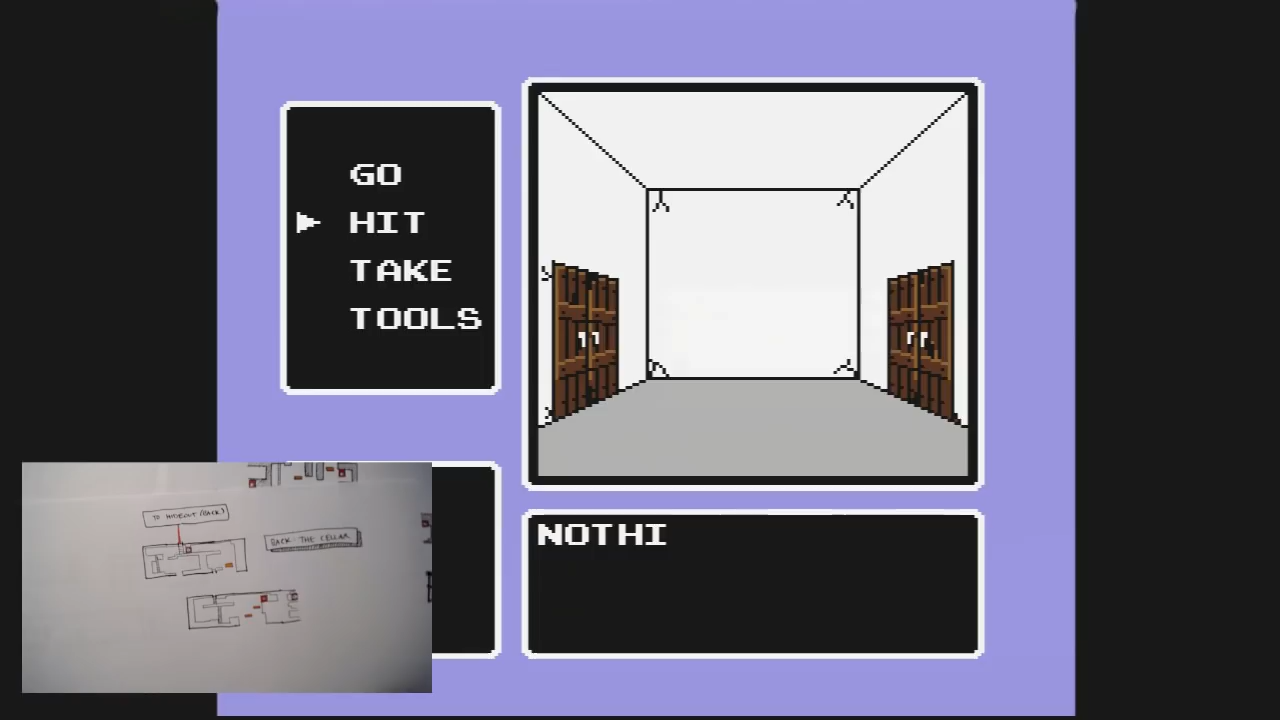 GO
HIT
TAKE
TOOLS
NOTHI
TO HIDEOUT (BACK)
BACK: THE CELLAR